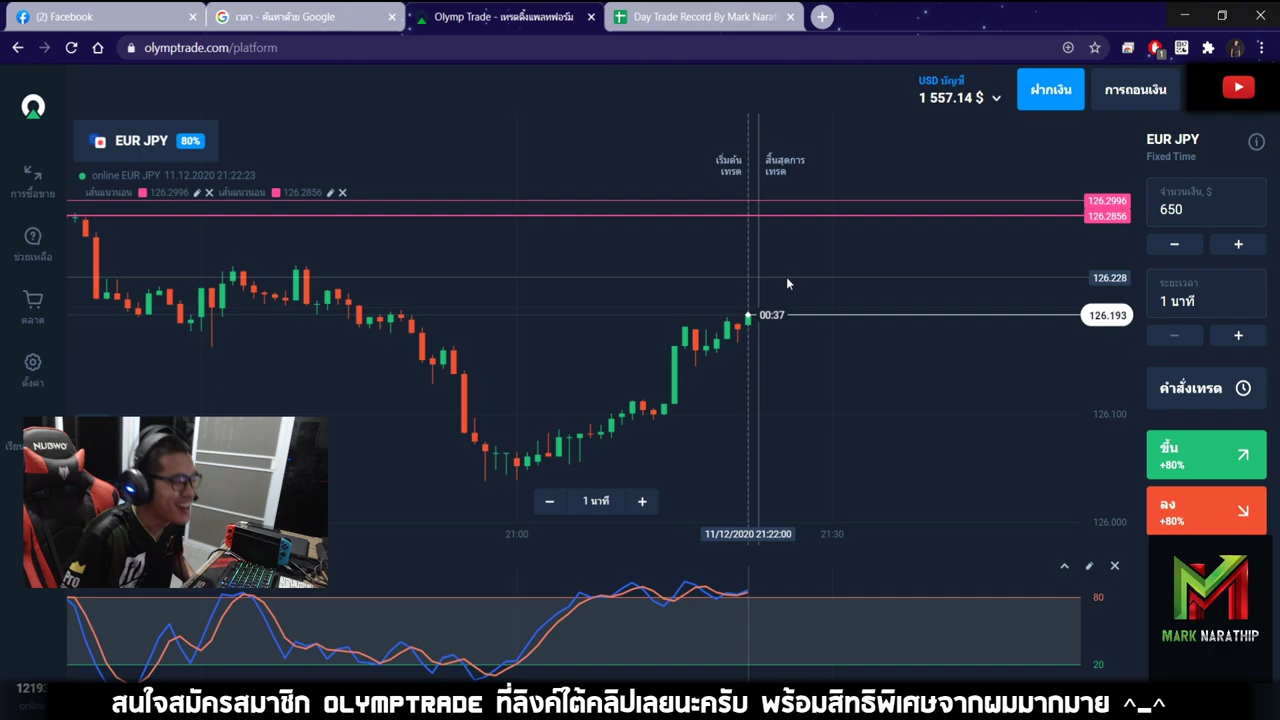 (2) Facebook
เวลา - ค้นหาด้วย Google
Olymp Trade - เทรดดิ้งแพลทฟอร์ม
Day Trade Record By Mark Narat
olymptrade.com/platform
1
USD บัญชี
1 557.14 $
ฝากเงิน
การถอนเงิน
EUR JPY 80%
เริ่มต้น เทรด
สิ้นสุดการ เทรด
online EUR JPY 11.12.2020 21:22:23
เส้นแนวนอน 126.2996 เส้นแนวนอน 126.2856
126.2996
126.2856
126.228
00:37
126.193
126.100
126.000
การซื้อขาย
ช่วยเหลือ
ตลาด
ตั้งค่า
เรียน
EUR JPY
Fixed Time
จำนวนเงิน, $
650
ระยะเวลา
1 นาที
คำสั่งเทรด
ขึ้น
+80%
ลง
+80%
1 นาที
21:00
11/12/2020 21:22:00
21:30
80
20
NUBWO
Pro
MARK NARATHIP
1219
online
สนใจสมัครสมาชิก OLYMPTRADE ที่ลิงค์ใต้คลิปเลยนะครับ พร้อมสิทธิพิเศษจากผมมากมาย ^_^